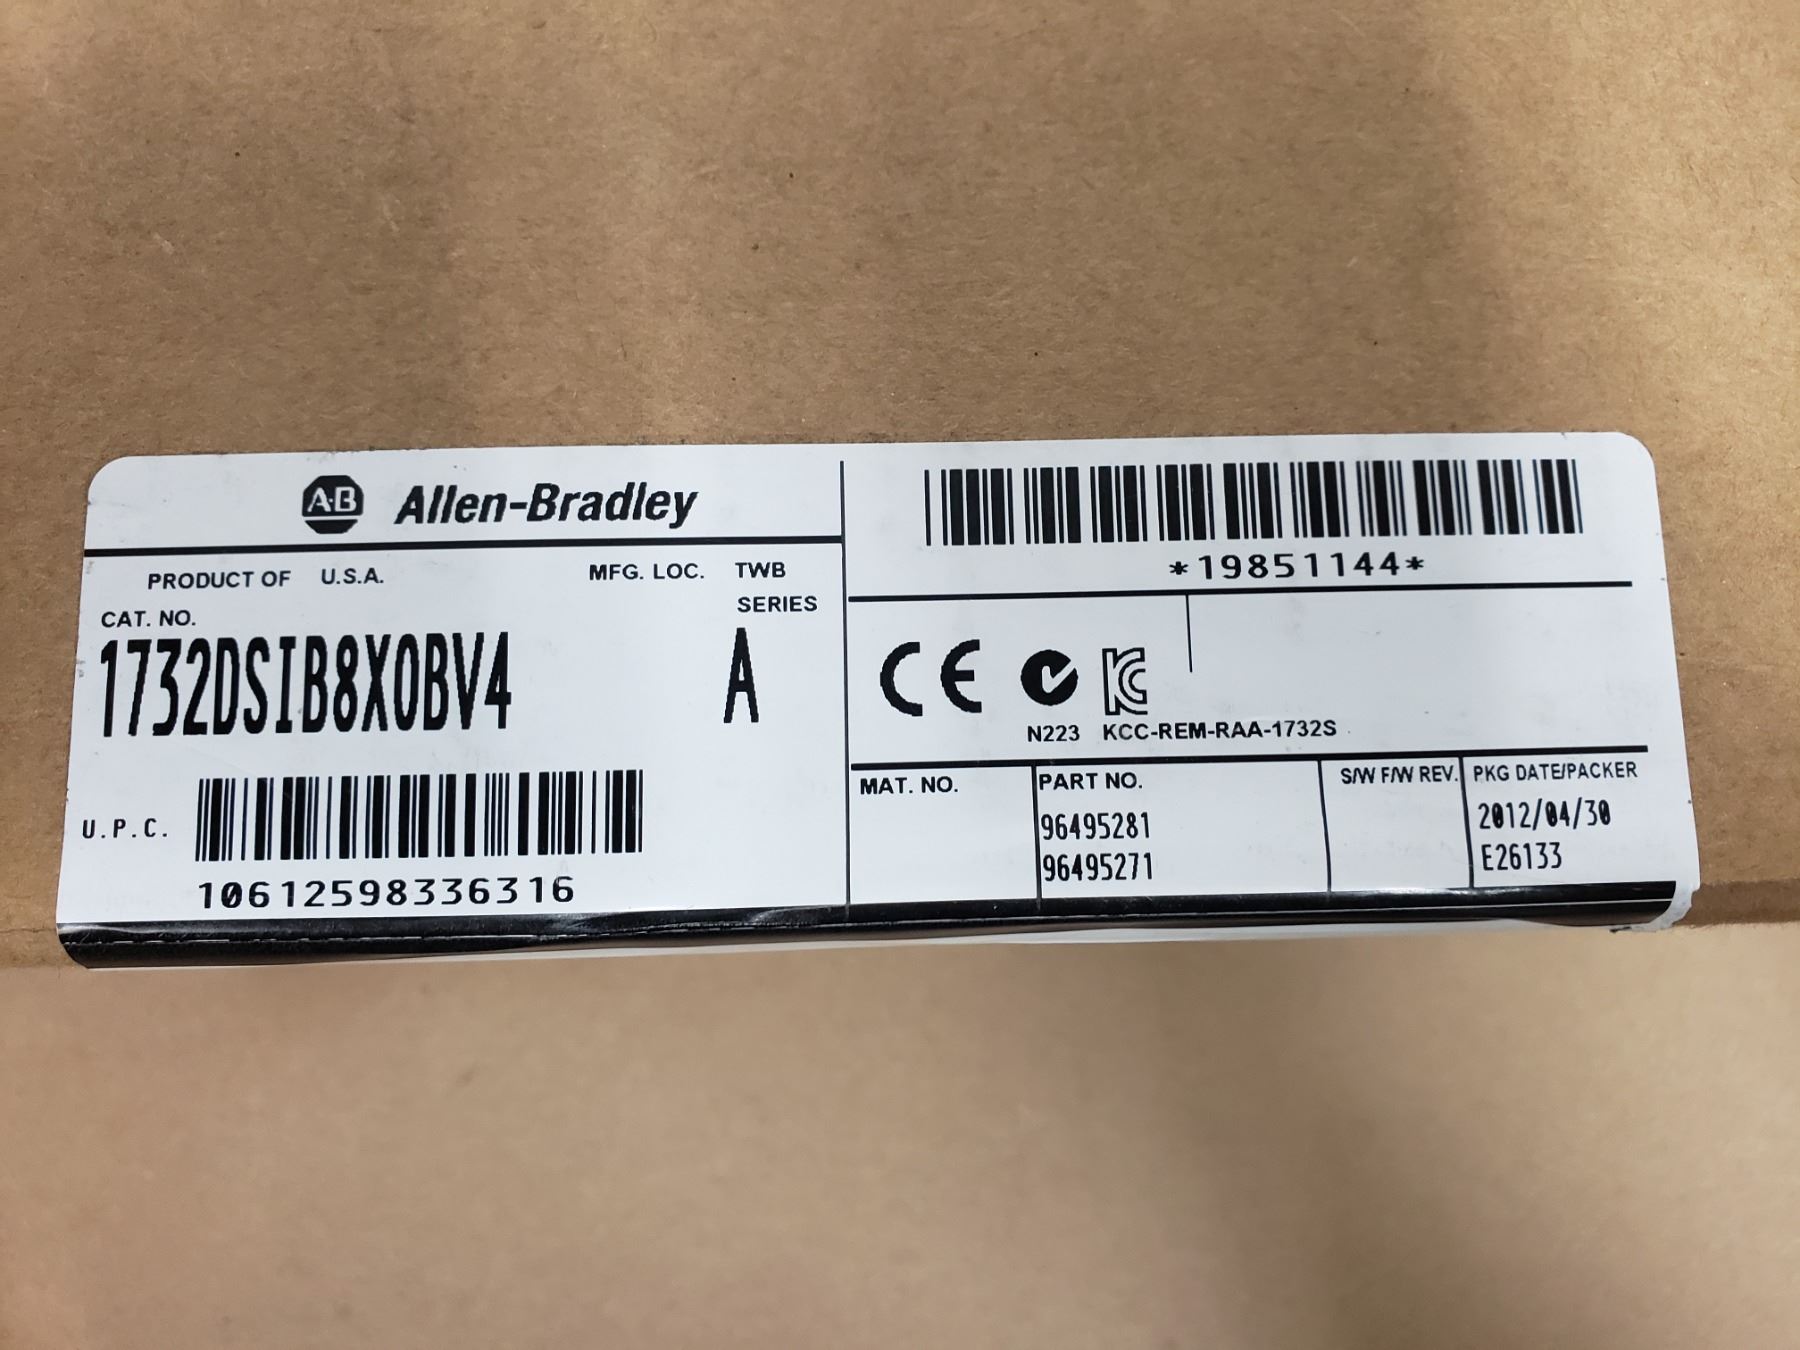 A-B Allen-Bradley
PRODUCT OF U.S.A. MFG. LOC. TWB
CAT. NO. SERIES
1732DSIB8XOBV4 A
U.P.C.
10612598336316
*19851144*
CE
N223 KCC-REM-RAA-1732S
MAT. NO. PART NO. S/W F/W REV. PKG DATE/PACKER
96495281 2012/04/30
96495271 E26133